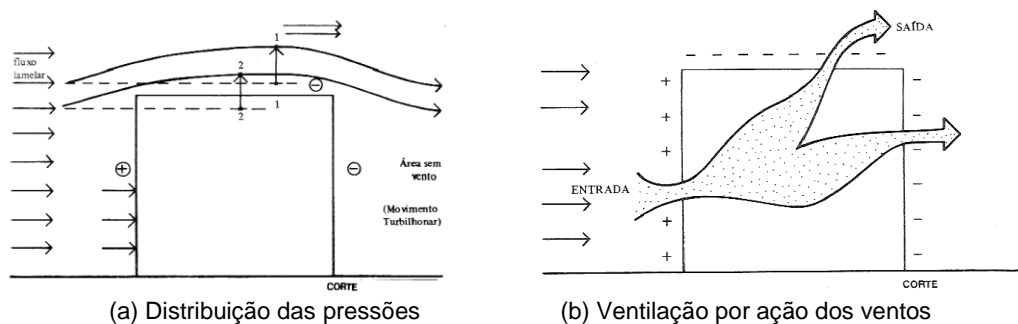 fluxo
lamelar
1
2
⊖
1
2
⊕
⊖
Área sem
vento
(Movimento
Turbilhonar)
CORTE
(a) Distribuição das pressões
SAÍDA
ENTRADA
CORTE
(b) Ventilação por ação dos ventos